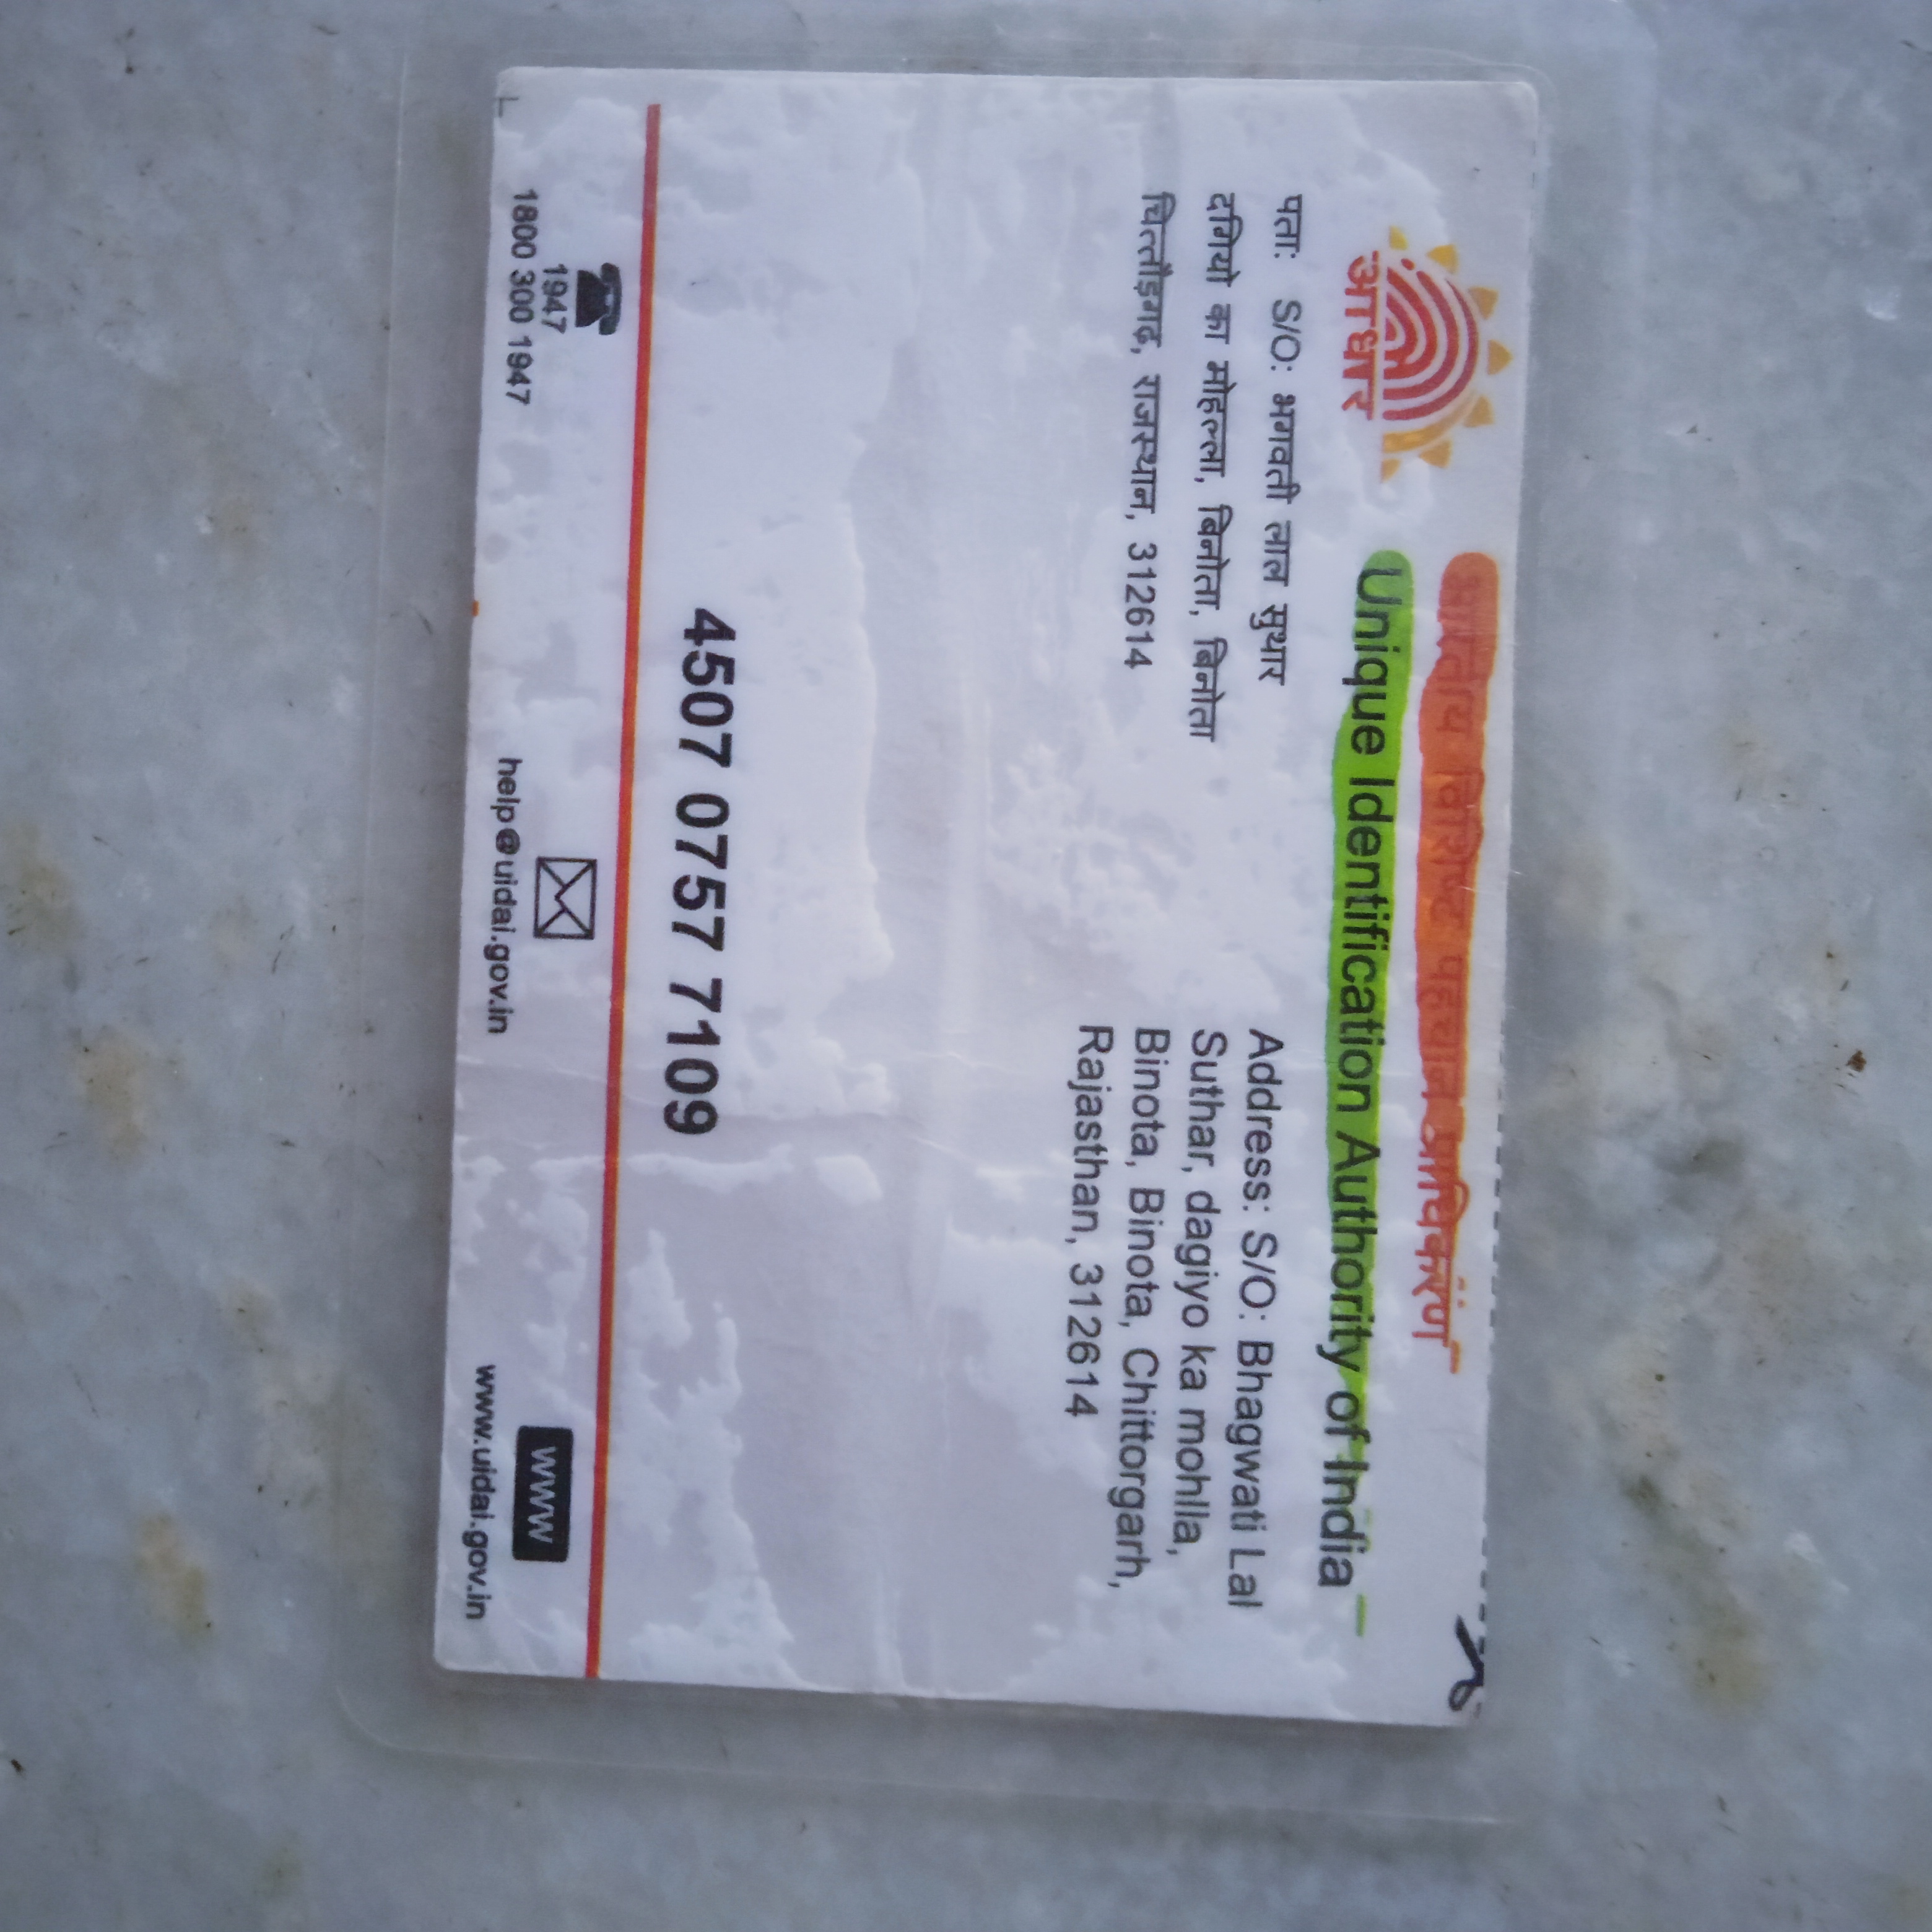 आधार
भारतीय विशिष्ट पहचान प्राधिकरण
Unique Identification Authority of India
पताः S/O: भगवती लाल सुथार
दगियो का मोहल्ला, बिनोता, बिनोता
चित्तौड़गढ़, राजस्थान, 312614
Address: S/O: Bhagwati Lal
Suthar, dagiyo ka mohlla,
Binota, Binota, Chittorgarh,
Rajasthan, 312614
4507 0757 7109
1947
1800 300 1947
help@uidai.gov.in
www
www.uidai.gov.in